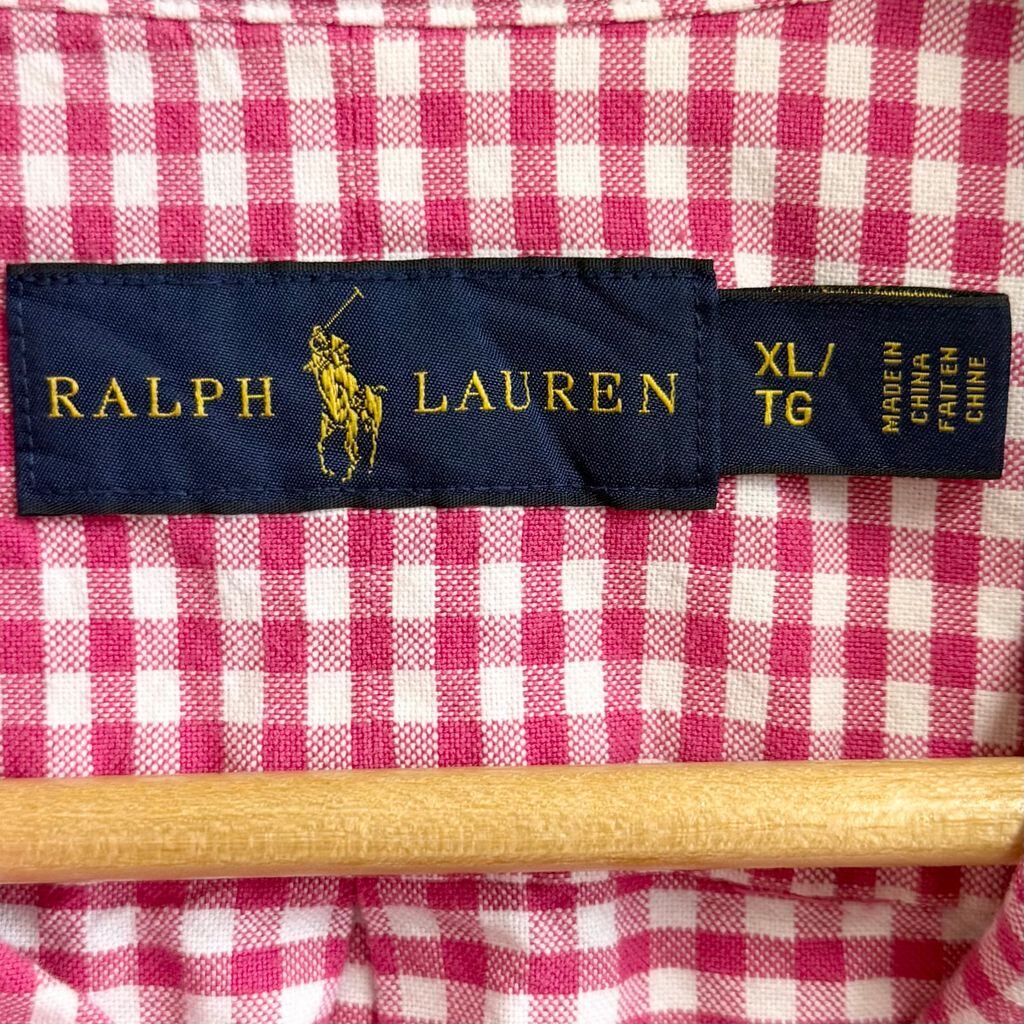 RALPH LAUREN
XL/
TG
MADE IN
CHINA
FAIT EN
CHINE